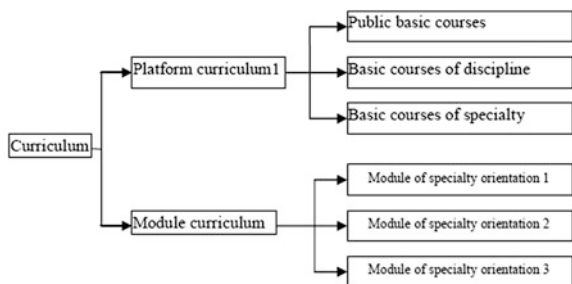 Public basic courses
Platform curriculum1
Basic courses of discipline
Basic courses of specialty
Curriculum
Module of specialty orientation 1
Module curriculum
Module of specialty orientation 2
Module of specialty orientation 3